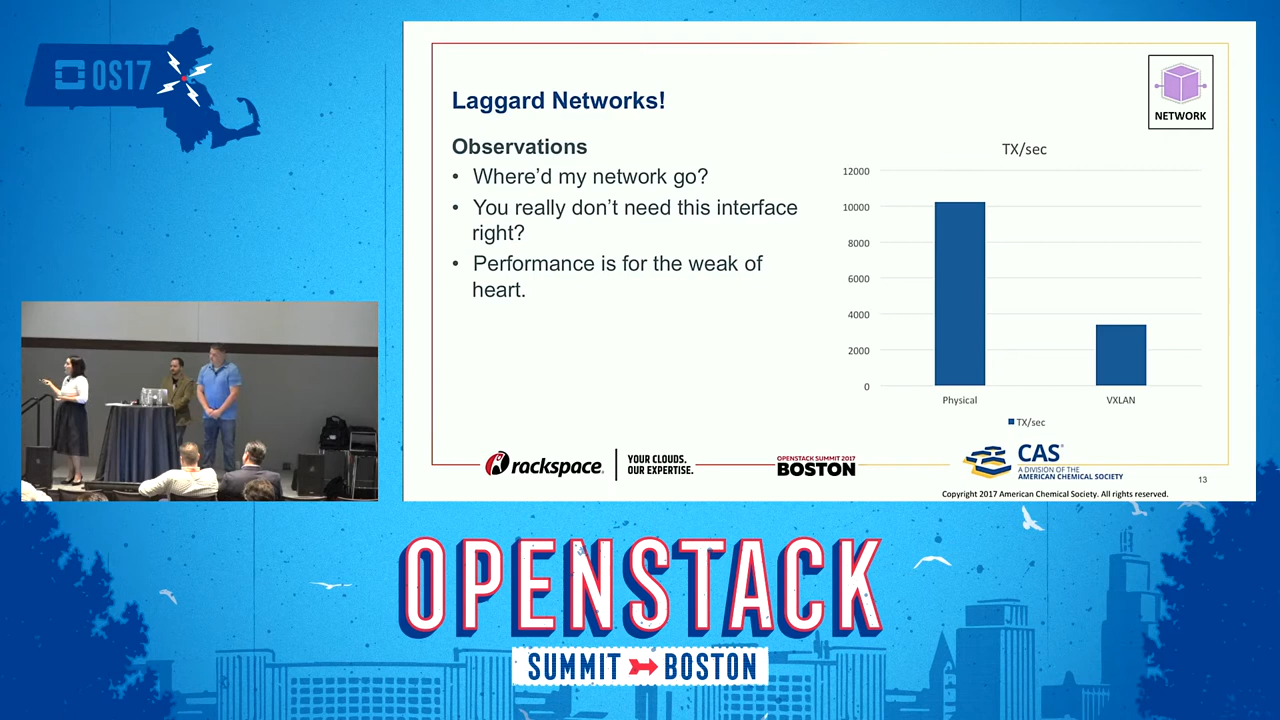 OS17
Laggard Networks!
NETWORK
Observations
• Where'd my network go?
• You really don't need this interface
right?
• Performance is for the weak of
heart.
TX/sec
12000
10000
8000
6000
4000
2000
0
Physical
VXLAN
TX/sec
rackspace®
YOUR CLOUDS.
OUR EXPERTISE.
OPENSTACK SUMMIT 2017
BOSTON
CAS®
A DIVISION OF THE
AMERICAN CHEMICAL SOCIETY
13
Copyright 2017 American Chemical Society. All rights reserved.
OPENSTACK
SUMMIT BOSTON